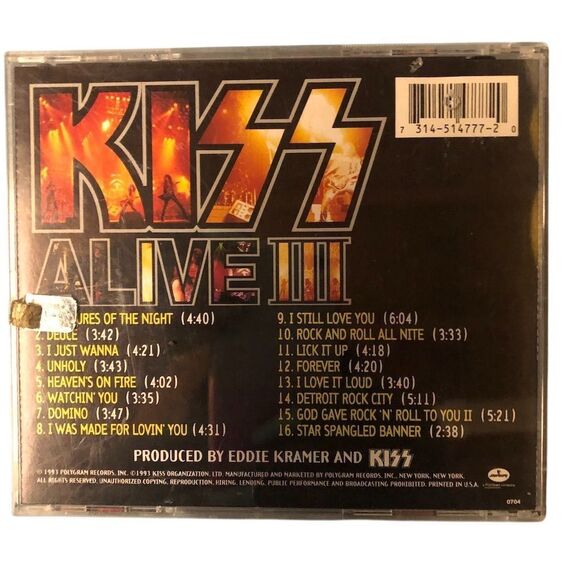 KISS
ALIVE III
7 314-514777-2 0
URES OF THE NIGHT (4:40)
2. DEUCE (3:42)
3. I JUST WANNA (4:21)
4. UNHOLY (3:43)
5. HEAVEN'S ON FIRE (4:02)
6. WATCHIN' YOU (3:35)
7. DOMINO (3:47)
8. I WAS MADE FOR LOVIN' YOU (4:31)
9. I STILL LOVE YOU (6:04)
10. ROCK AND ROLL ALL NITE (3:33)
11. LICK IT UP (4:18)
12. FOREVER (4:20)
13. I LOVE IT LOUD (3:40)
14. DETROIT ROCK CITY (5:11)
15. GOD GAVE ROCK 'N' ROLL TO YOU II (5:21)
16. STAR SPANGLED BANNER (2:38)
PRODUCED BY EDDIE KRAMER AND KISS
© 1993 POLYGRAM RECORDS, INC. ©1993 KISS ORGANIZATION, LTD. MANUFACTURED AND MARKETED BY POLYGRAM RECORDS, INC., NEW YORK, NEW YORK.
ALL RIGHTS RESERVED. UNAUTHORIZED COPYING, REPRODUCTION, HIRING, LENDING, PUBLIC PERFORMANCE AND BROADCASTING PROHIBITED. PRINTED IN U.S.A.
0704